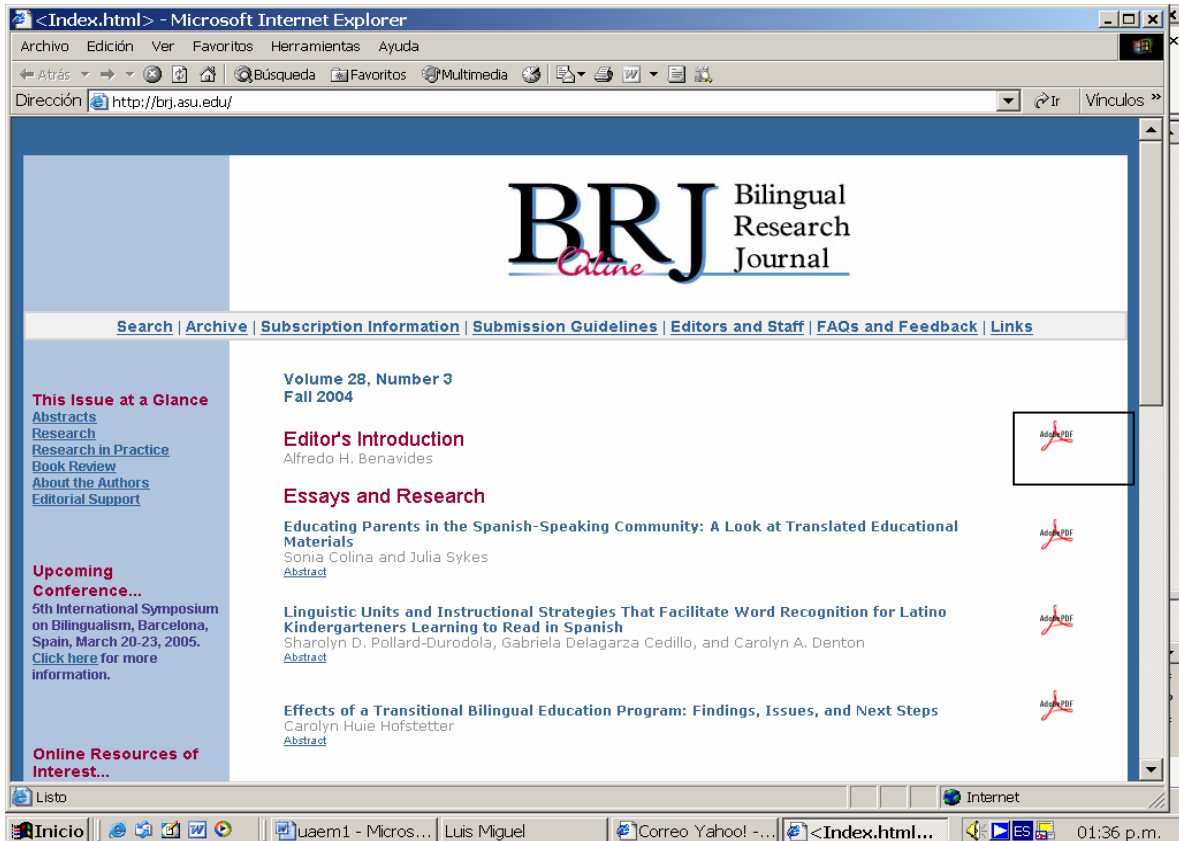 <Index.html> - Microsoft Internet Explorer
Archivo Edición Ver Favoritos Herramientas Ayuda
Atrás Búsqueda Favoritos Multimedia
Dirección http://brj.asu.edu/ Ir Vínculos »
BRJ Online
Bilingual
Research
Journal
Search | Archive | Subscription Information | Submission Guidelines | Editors and Staff | FAQs and Feedback | Links
This Issue at a Glance
Abstracts
Research
Research in Practice
Book Review
About the Authors
Editorial Support
Upcoming
Conference...
5th International Symposium
on Bilingualism, Barcelona,
Spain, March 20-23, 2005.
Click here for more
information.
Online Resources of
Interest...
Volume 28, Number 3
Fall 2004
Editor's Introduction
Alfredo H. Benavides
Adobe PDF
Essays and Research
Educating Parents in the Spanish-Speaking Community: A Look at Translated Educational
Materials
Sonia Colina and Julia Sykes
Abstract
Adobe PDF
Linguistic Units and Instructional Strategies That Facilitate Word Recognition for Latino
Kindergarteners Learning to Read in Spanish
Sharolyn D. Pollard-Durodola, Gabriela Delagarza Cedillo, and Carolyn A. Denton
Abstract
Adobe PDF
Effects of a Transitional Bilingual Education Program: Findings, Issues, and Next Steps
Carolyn Huie Hofstetter
Abstract
Adobe PDF
Listo Internet
Inicio uaem1 - Micros... Luis Miguel Correo Yahoo! -... <Index.html... ES 01:36 p.m.